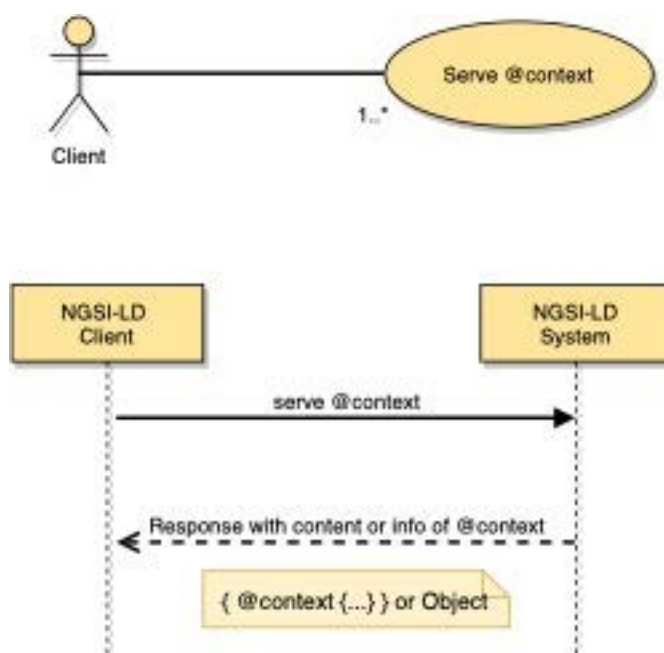 Serve @context
1..*
Client
NGSI-LD
Client
NGSI-LD
System
serve @context
Response with content or info of @context
{ @context {...} } or Object